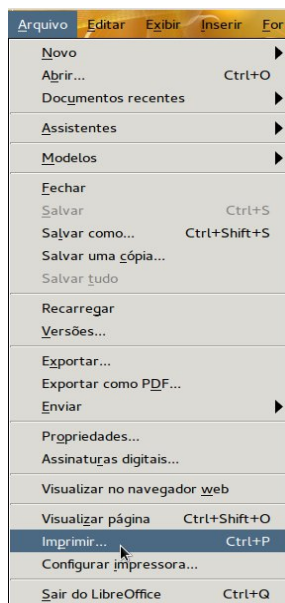 Arquivo Editar Exibir Inserir For
Novo
Abrir... Ctrl+O
Documentos recentes
Assistentes
Modelos
Fechar
Salvar Ctrl+S
Salvar como... Ctrl+Shift+S
Salvar uma cópia...
Salvar tudo
Recarregar
Versões...
Exportar...
Exportar como PDF...
Enviar
Propriedades...
Assinaturas digitais...
Visualizar no navegador web
Visualizar página Ctrl+Shift+O
Imprimir... Ctrl+P
Configurar impressora...
Sair do LibreOffice Ctrl+Q